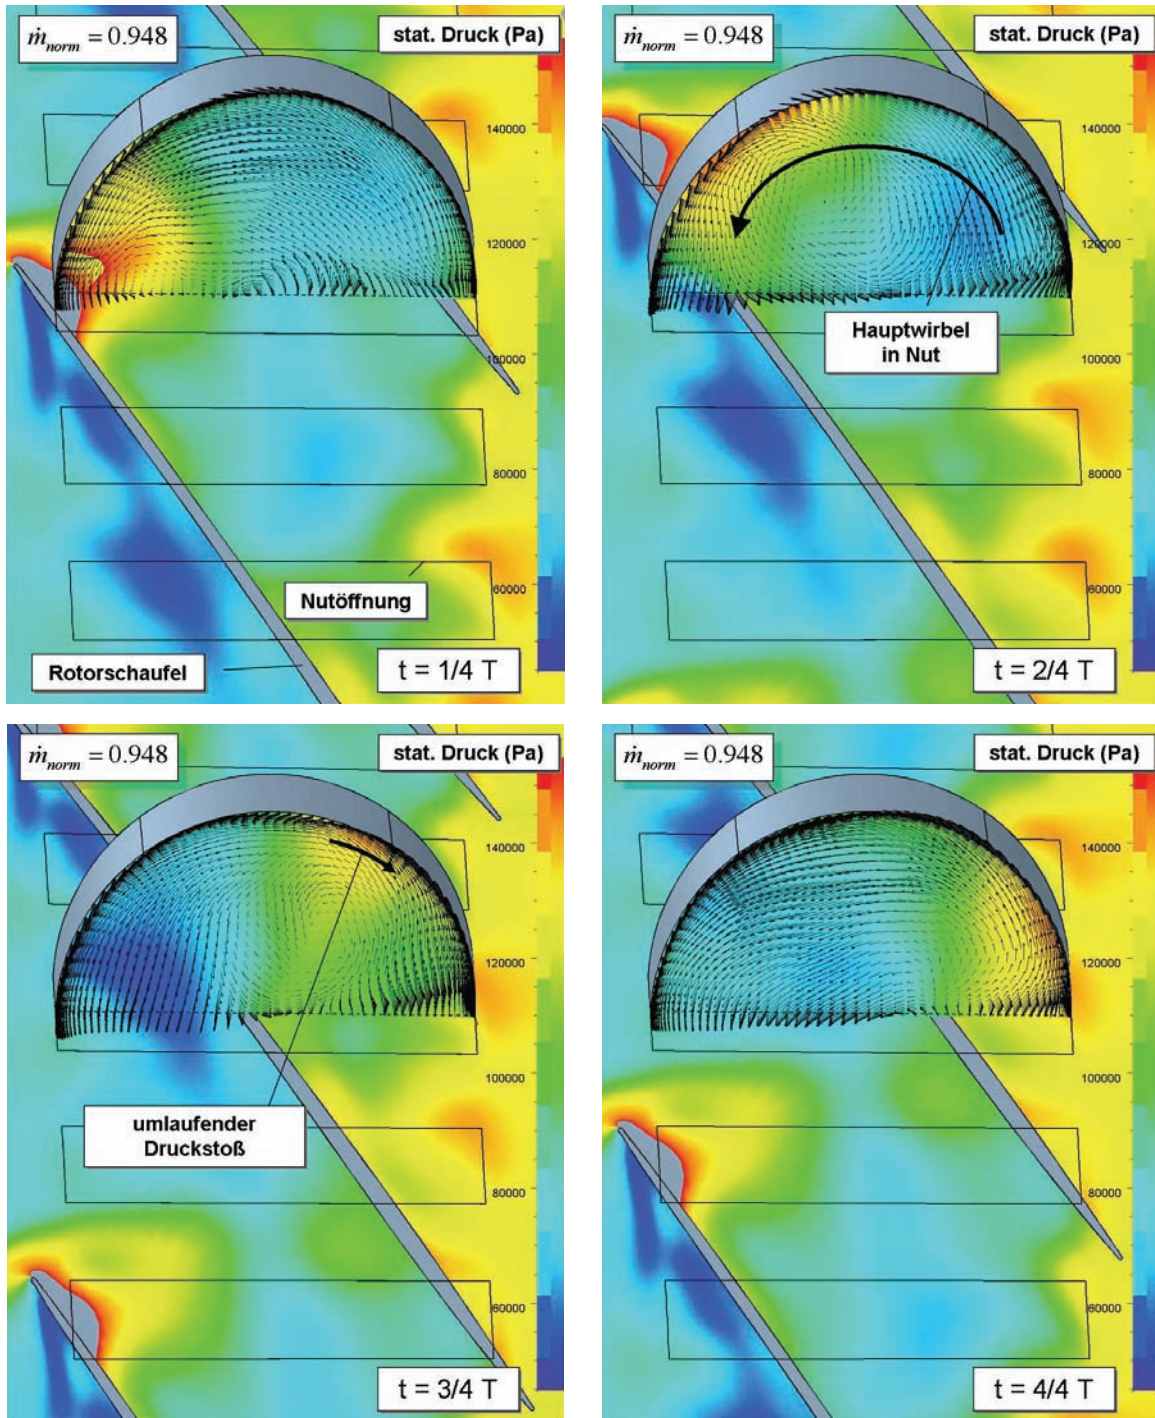 ṁnorm = 0.948
stat. Druck (Pa)
140000
120000
100000
80000
60000
Nutöffnung
Rotorschaufel
t = 1/4 T
ṁnorm = 0.948
stat. Druck (Pa)
140000
120000
100000
80000
60000
Hauptwirbel
in Nut
t = 2/4 T
ṁnorm = 0.948
stat. Druck (Pa)
140000
120000
100000
80000
60000
umlaufender
Druckstoß
t = 3/4 T
ṁnorm = 0.948
stat. Druck (Pa)
140000
120000
100000
80000
60000
t = 4/4 T